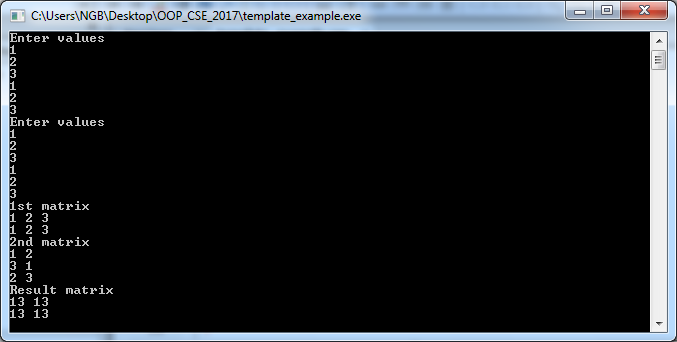 C:\Users\NGB\Desktop\OOP_CSE_2017\template_example.exe
Enter values
1
2
3
1
2
3
Enter values
1
2
3
1
2
3
1st matrix
1 2 3
1 2 3
2nd matrix
1 2
3 1
2 3
Result matrix
13 13
13 13